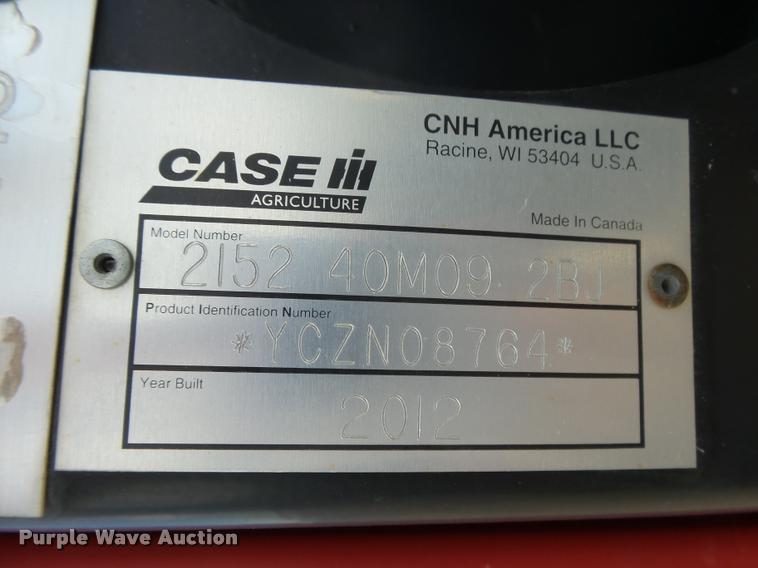 CNH America LLC
Racine, WI 53404 U.S.A.
CASE IH
AGRICULTURE
Made In Canada
Model Number
2152 40M09 2BJ
Product Identification Number
*YCZN08764*
Year Built
2012
Purple Wave Auction